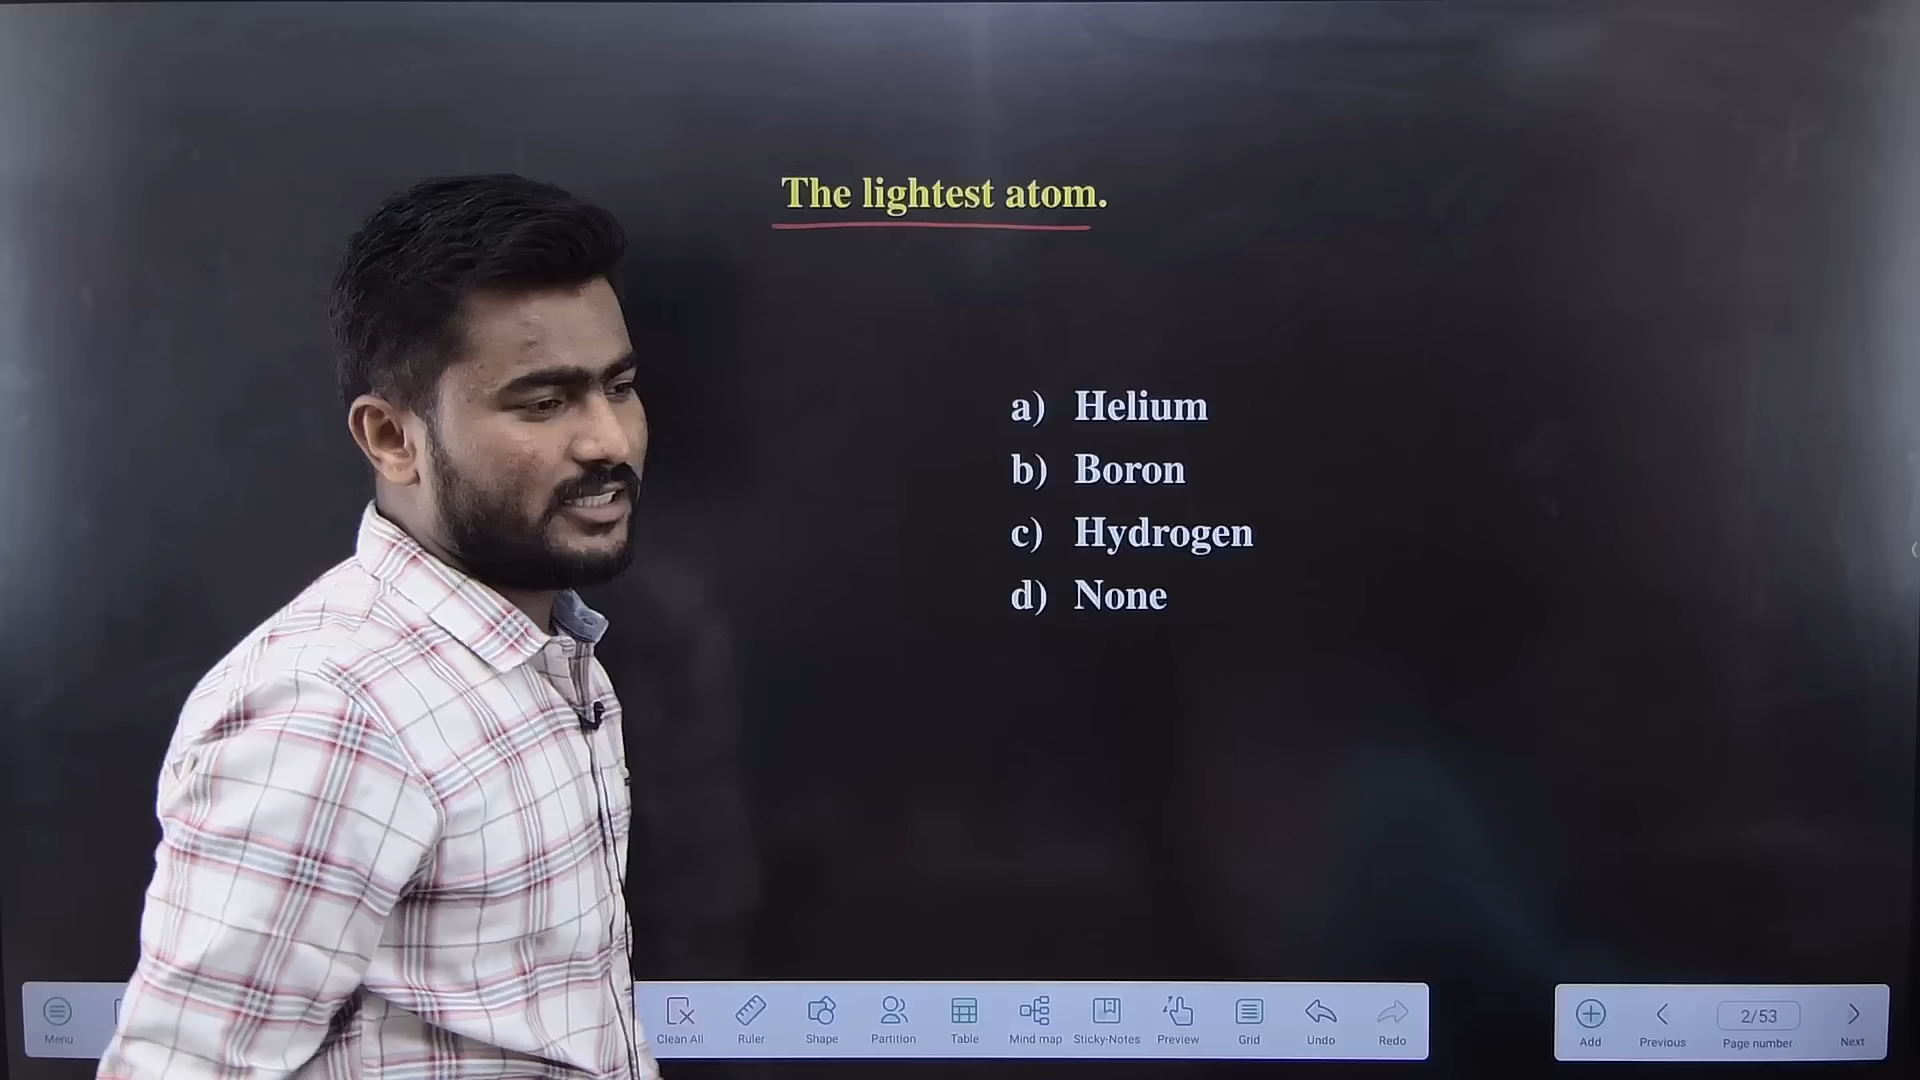 The lightest atom.
a) Helium
b) Boron
c) Hydrogen
d) None
Menu
Clean All
Ruler
Shape
Partition
Table
Mind map
Sticky-Notes
Preview
Grid
Undo
Redo
Add
Previous
2/53
Page number
Next